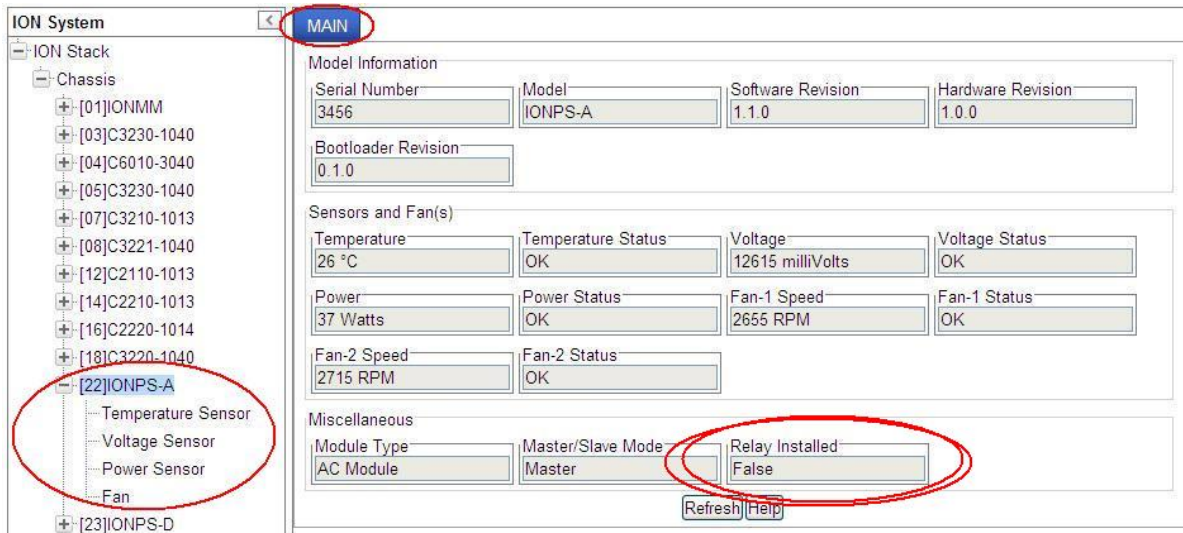 ION System
<
ION Stack
Chassis
[01]IONMM
[03]C3230-1040
[04]C6010-3040
[05]C3230-1040
[07]C3210-1013
[08]C3221-1040
[12]C2110-1013
[14]C2210-1013
[16]C2220-1014
[18]C3220-1040
[22]IONPS-A
Temperature Sensor
Voltage Sensor
Power Sensor
Fan
[23]IONPS-D
MAIN
Model Information
Serial Number Model Software Revision Hardware Revision
3456 IONPS-A 1.1.0 1.0.0
Bootloader Revision
0.1.0
Sensors and Fan(s)
Temperature Temperature Status Voltage Voltage Status
26 °C OK 12615 milliVolts OK
Power Power Status Fan-1 Speed Fan-1 Status
37 Watts OK 2655 RPM OK
Fan-2 Speed Fan-2 Status
2715 RPM OK
Miscellaneous
Module Type Master/Slave Mode Relay Installed
AC Module Master False
Refresh Help